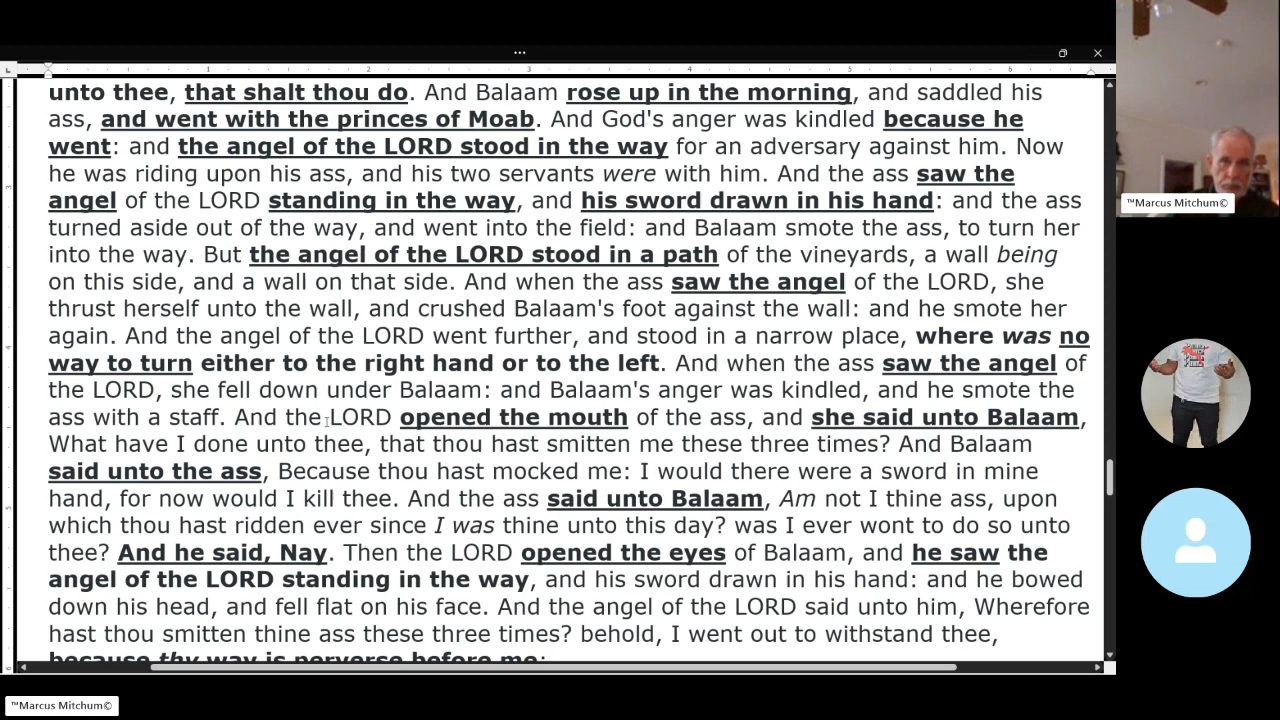 unto thee, that shalt thou do. And Balaam rose up in the morning, and saddled his
ass, and went with the princes of Moab. And God's anger was kindled because he
went: and the angel of the LORD stood in the way for an adversary against him. Now
he was riding upon his ass, and his two servants were with him. And the ass saw the
angel of the LORD standing in the way, and his sword drawn in his hand: and the ass
turned aside out of the way, and went into the field: and Balaam smote the ass, to turn her
into the way. But the angel of the LORD stood in a path of the vineyards, a wall being
on this side, and a wall on that side. And when the ass saw the angel of the LORD, she
thrust herself unto the wall, and crushed Balaam's foot against the wall: and he smote her
again. And the angel of the LORD went further, and stood in a narrow place, where was no
way to turn either to the right hand or to the left. And when the ass saw the angel of
the LORD, she fell down under Balaam: and Balaam's anger was kindled, and he smote the
ass with a staff. And the LORD opened the mouth of the ass, and she said unto Balaam,
What have I done unto thee, that thou hast smitten me these three times? And Balaam
said unto the ass, Because thou hast mocked me: I would there were a sword in mine
hand, for now would I kill thee. And the ass said unto Balaam, Am not I thine ass, upon
which thou hast ridden ever since I was thine unto this day? was I ever wont to do so unto
thee? And he said, Nay. Then the LORD opened the eyes of Balaam, and he saw the
angel of the LORD standing in the way, and his sword drawn in his hand: and he bowed
down his head, and fell flat on his face. And the angel of the LORD said unto him, Wherefore
hast thou smitten thine ass these three times? behold, I went out to withstand thee,
because thy way is perverse before me:
™Marcus Mitchum©
™Marcus Mitchum©